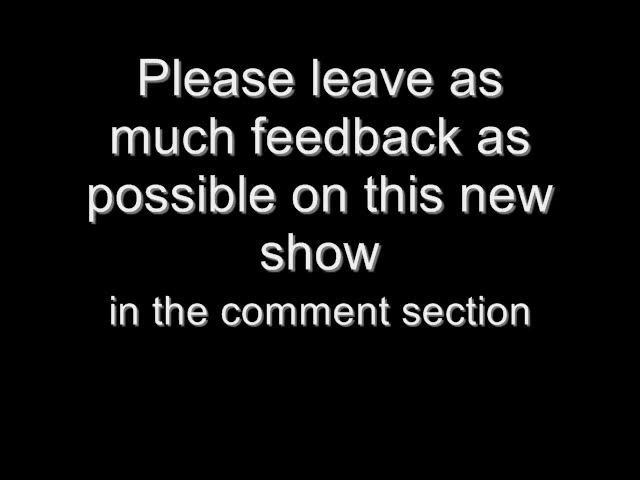 Please leave as
much feedback as
possible on this new
show
in the comment section